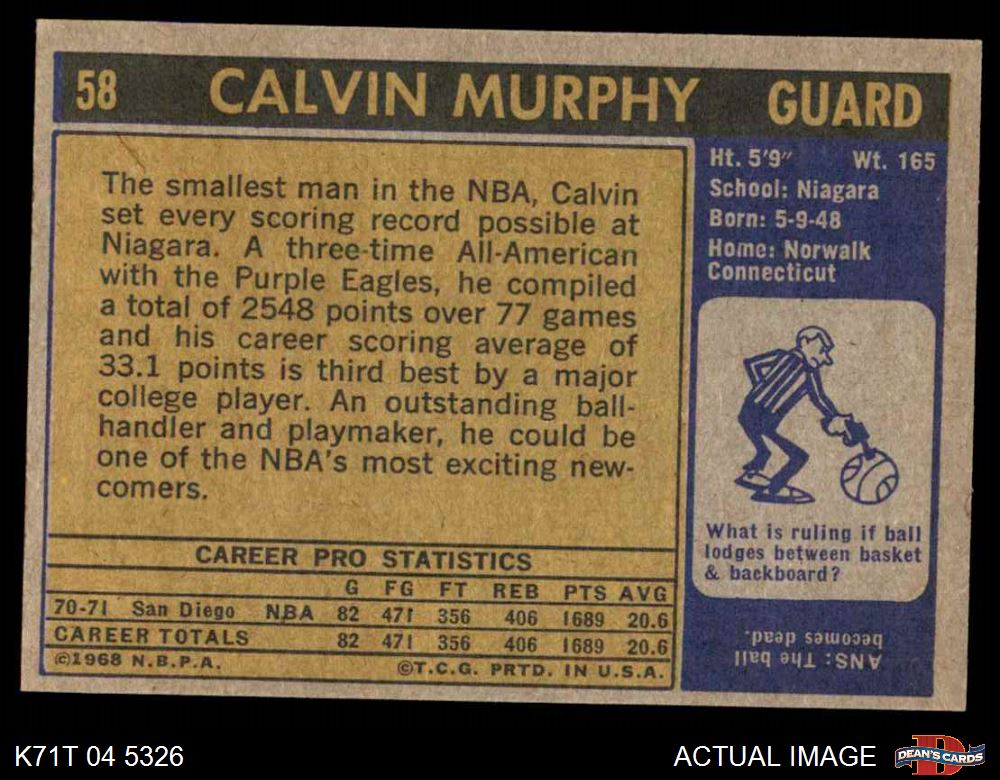 58 CALVIN MURPHY GUARD
The smallest man in the NBA, Calvin
set every scoring record possible at
Niagara. A three-time All-American
with the Purple Eagles, he compiled
a total of 2548 points over 77 games
and his career scoring average of
33.1 points is third best by a major
college player. An outstanding ball-
handler and playmaker, he could be
one of the NBA's most exciting new-
comers.
CAREER PRO STATISTICS
G FG FT REB PTS AVG
70-71 San Diego NBA 82 471 356 406 1689 20.6
CAREER TOTALS 82 471 356 406 1689 20.6
©1968 N.B.P.A. ©T.C.G. PRTD. IN U.S.A.
Ht. 5'9" Wt. 165
School: Niagara
Born: 5-9-48
Home: Norwalk
Connecticut
What is ruling if ball
lodges between basket
& backboard?
ANS: The ball
becomes dead.
K71T 04 5326 ACTUAL IMAGE
DEAN'S CARDS